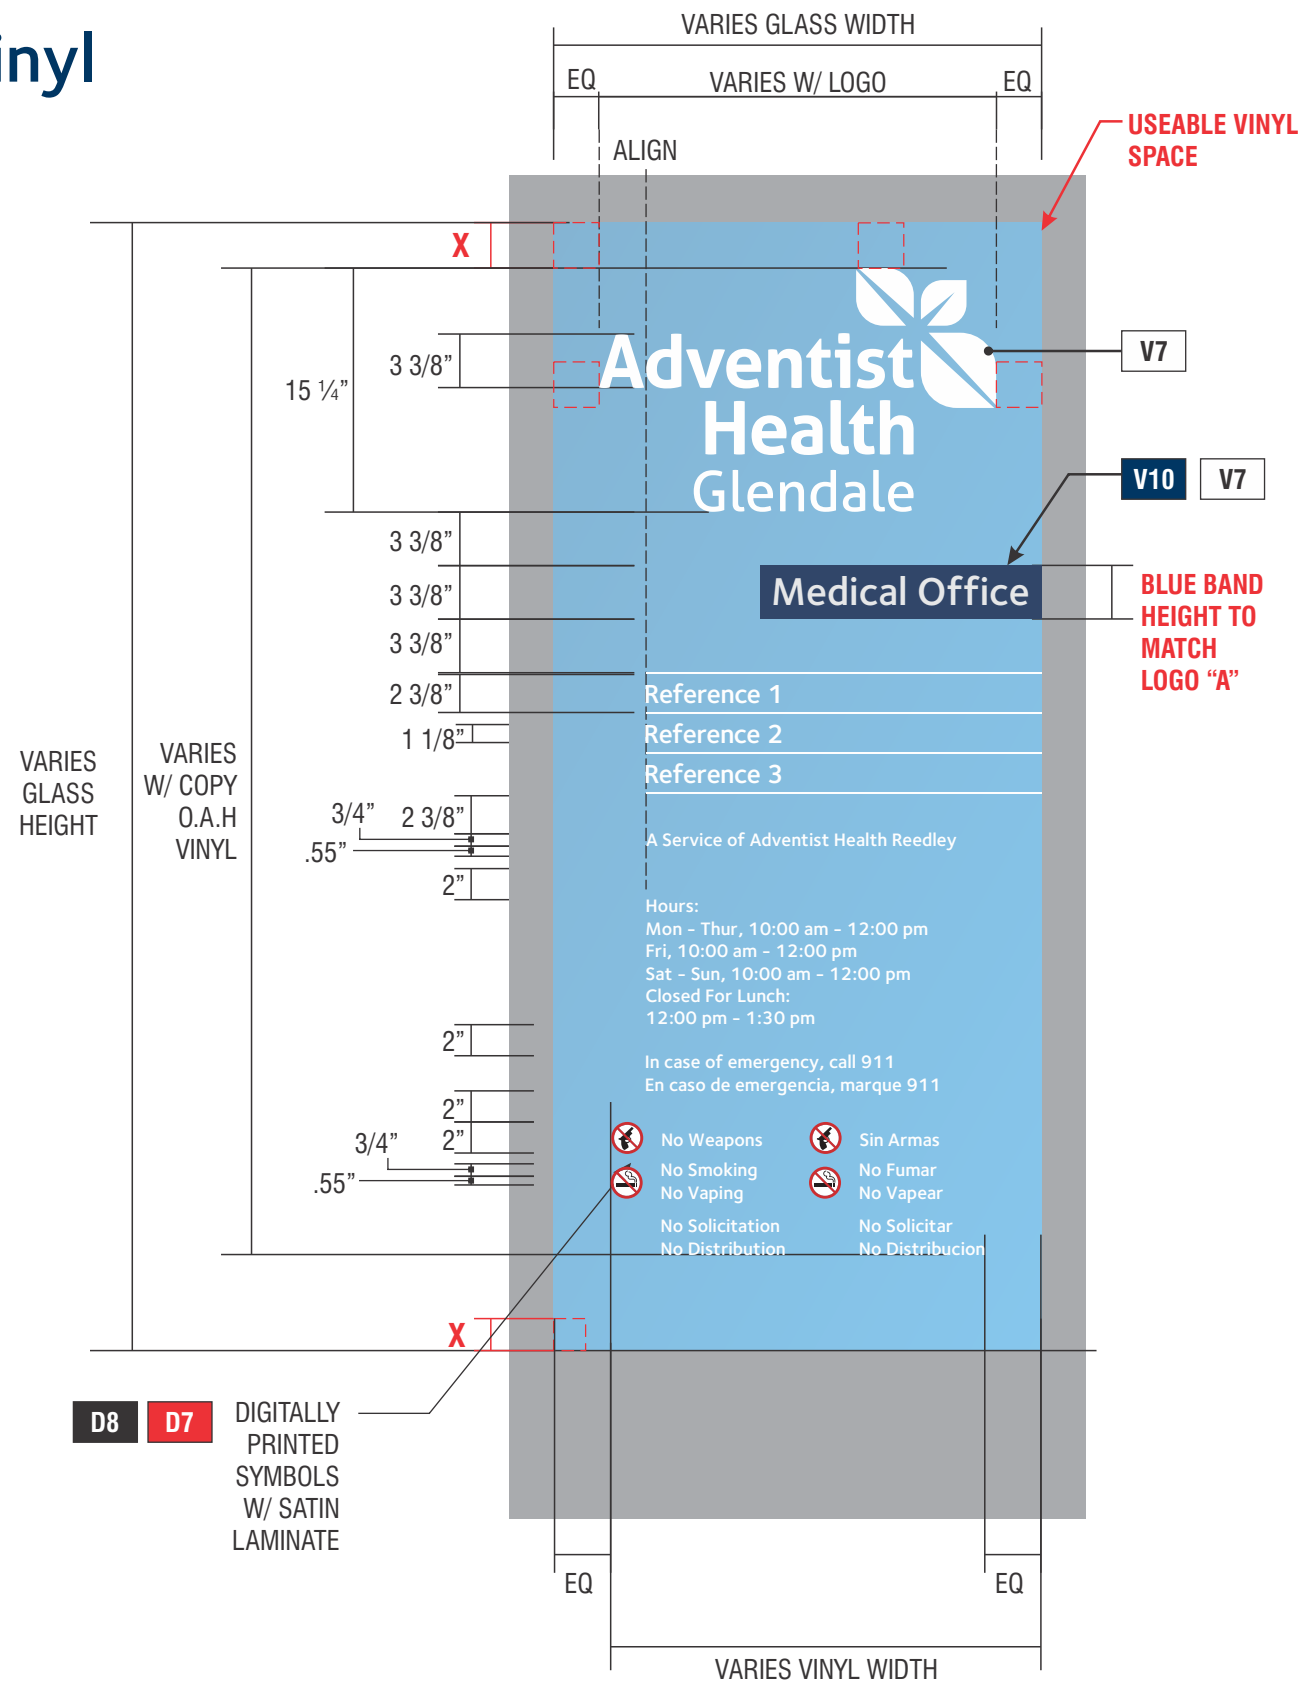 inyl
VARIES GLASS WIDTH
EQ
VARIES W/ LOGO
EQ
USEABLE VINYL
SPACE
ALIGN
X
15 ¼”
3 3/8”
Adventist
Health
Glendale
V7
V10 V7
3 3/8”
3 3/8”
3 3/8”
2 3/8”
1 1/8”
Medical Office
BLUE BAND
HEIGHT TO
MATCH
LOGO “A”
Reference 1
Reference 2
Reference 3
VARIES
GLASS
HEIGHT
VARIES
W/ COPY
O.A.H
VINYL
3/4”
2 3/8”
.55”
2”
A Service of Adventist Health Reedley
Hours:
Mon - Thur, 10:00 am - 12:00 pm
Fri, 10:00 am - 12:00 pm
Sat - Sun, 10:00 am - 12:00 pm
Closed For Lunch:
12:00 pm - 1:30 pm
2”
In case of emergency, call 911
En caso de emergencia, marque 911
2”
2”
3/4”
.55”
No Weapons
Sin Armas
No Smoking
No Vaping
No Fumar
No Vapear
No Solicitation
No Distribution
No Solicitar
No Distribucion
X
D8 D7
DIGITALLY
PRINTED
SYMBOLS
W/ SATIN
LAMINATE
EQ
EQ
VARIES VINYL WIDTH